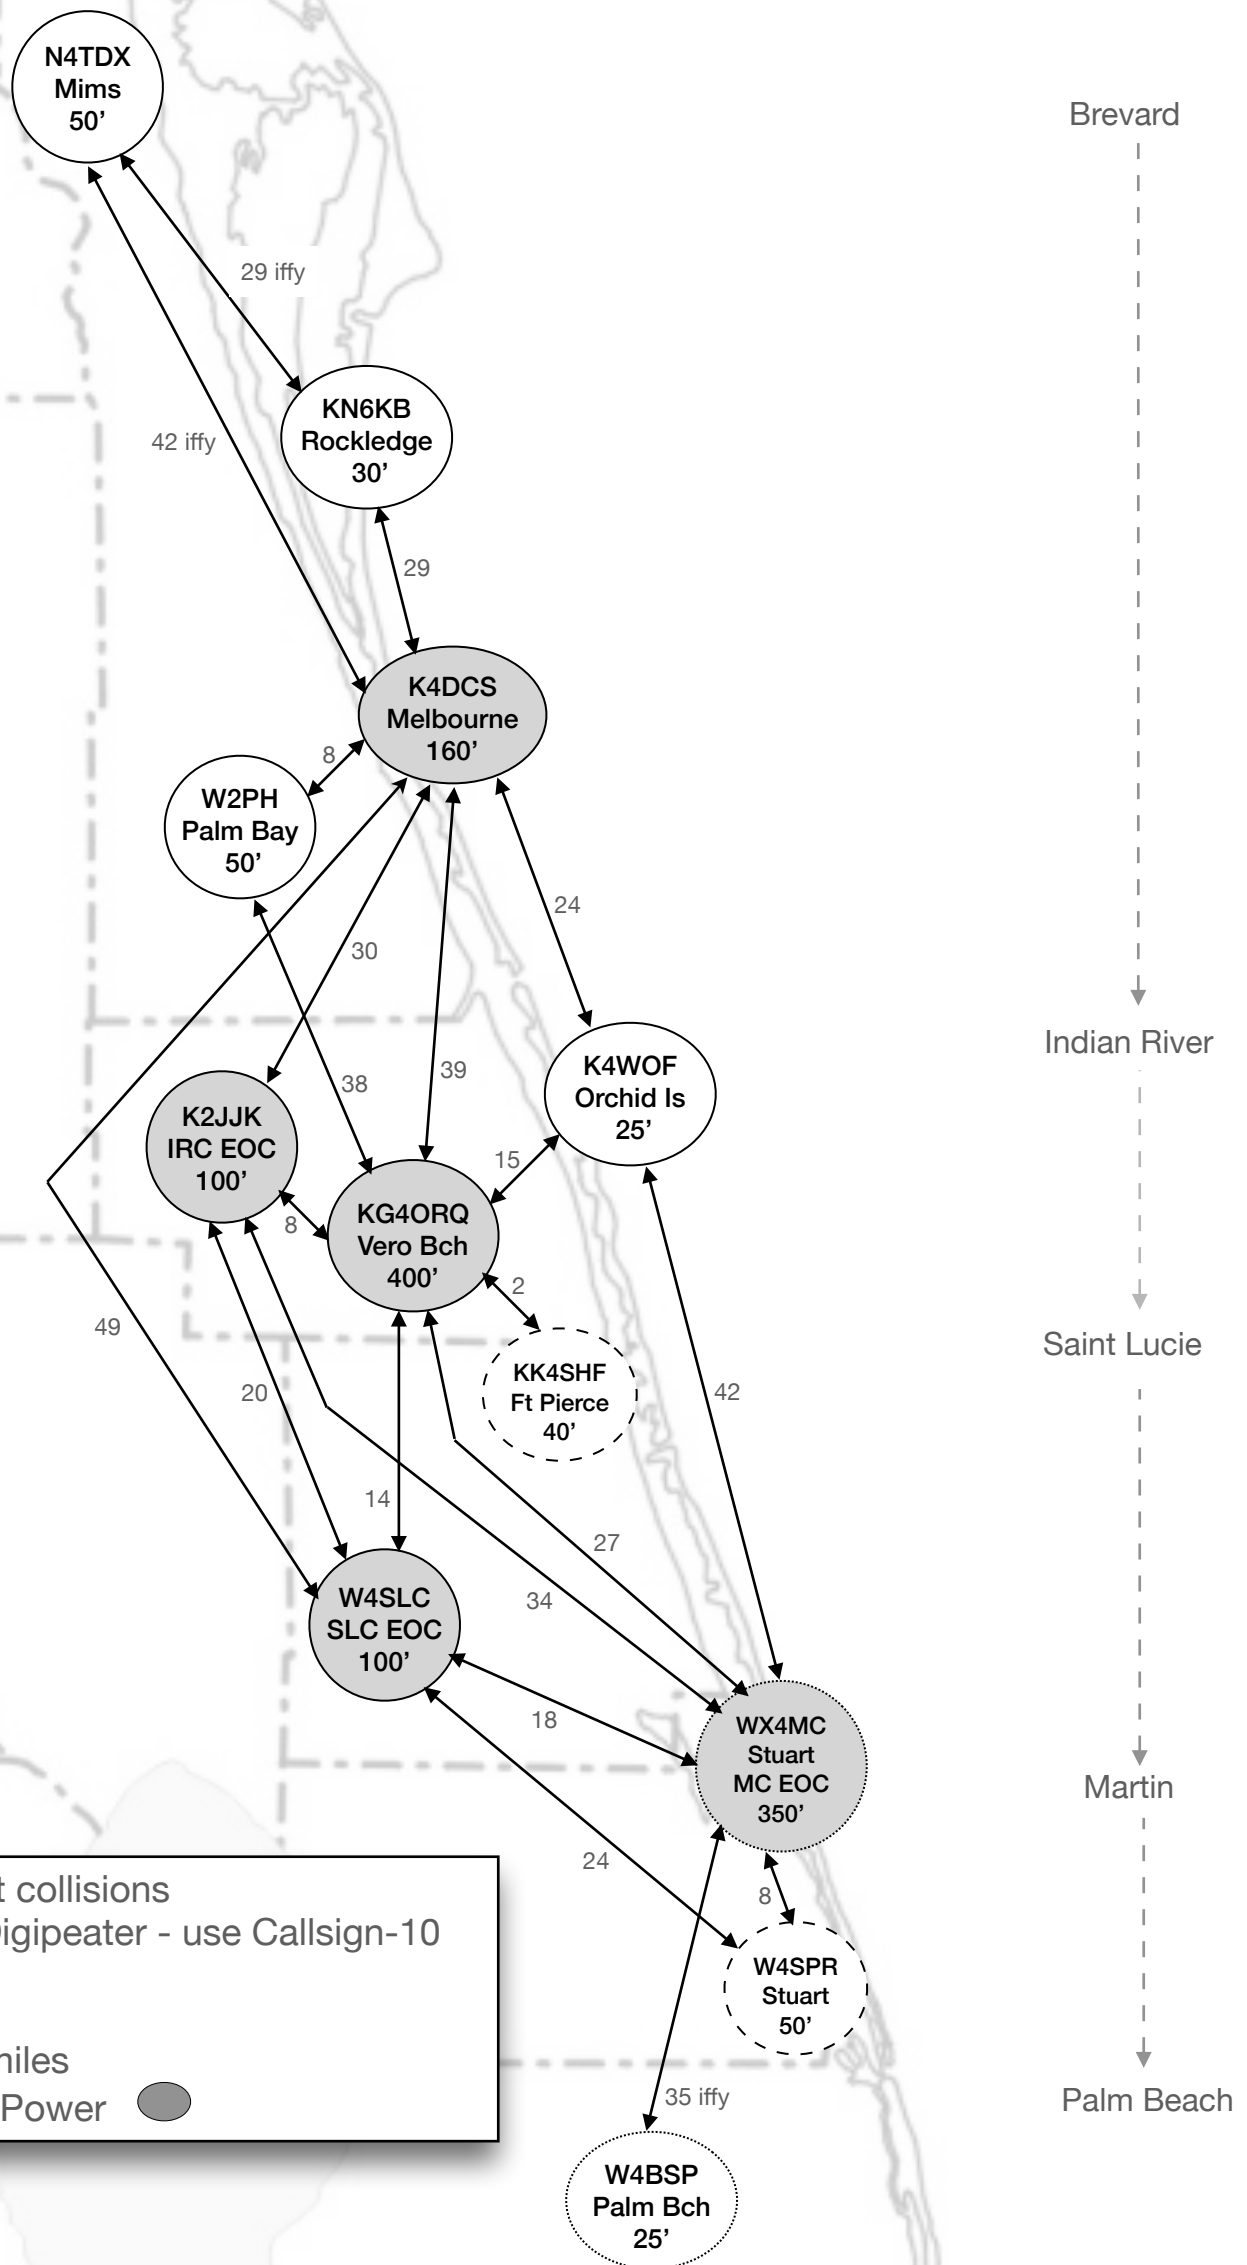 N4TDX
Mims
50’
Brevard
29 iffy
KN6KB
Rockledge
30’
42 iffy
29
K4DCS
Melbourne
160’
8
W2PH
Palm Bay
50’
24
30
Indian River
39
38
K4WOF
Orchid Is
25’
K2JJK
IRC EOC
100’
15
8
KG4ORQ
Vero Bch
400’
2
49
Saint Lucie
KK4SHF
Ft Pierce
40’
20
42
14
27
34
W4SLC
SLC EOC
100’
18
WX4MC
Stuart
MC EOC
350’
Martin
24
8
t collisions
igipeater - use Callsign-10
W4SPR
Stuart
50’
niles
Power
35 iffy
Palm Beach
W4BSP
Palm Bch
25’